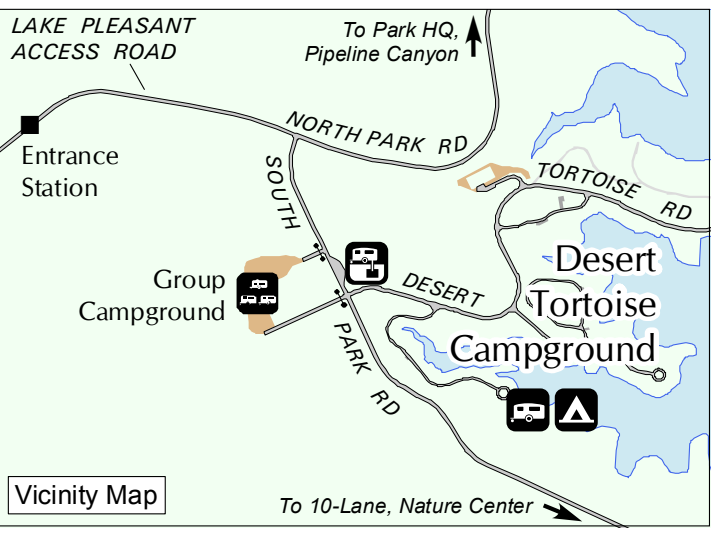 LAKE PLEASANT
ACCESS ROAD
To Park HQ,
Pipeline Canyon
NORTH PARK RD
Entrance
Station
SOUTH
PARK RD
TORTOISE RD
DESERT
Group
Campground
Desert
Tortoise
Campground
Vicinity Map
To 10-Lane, Nature Center